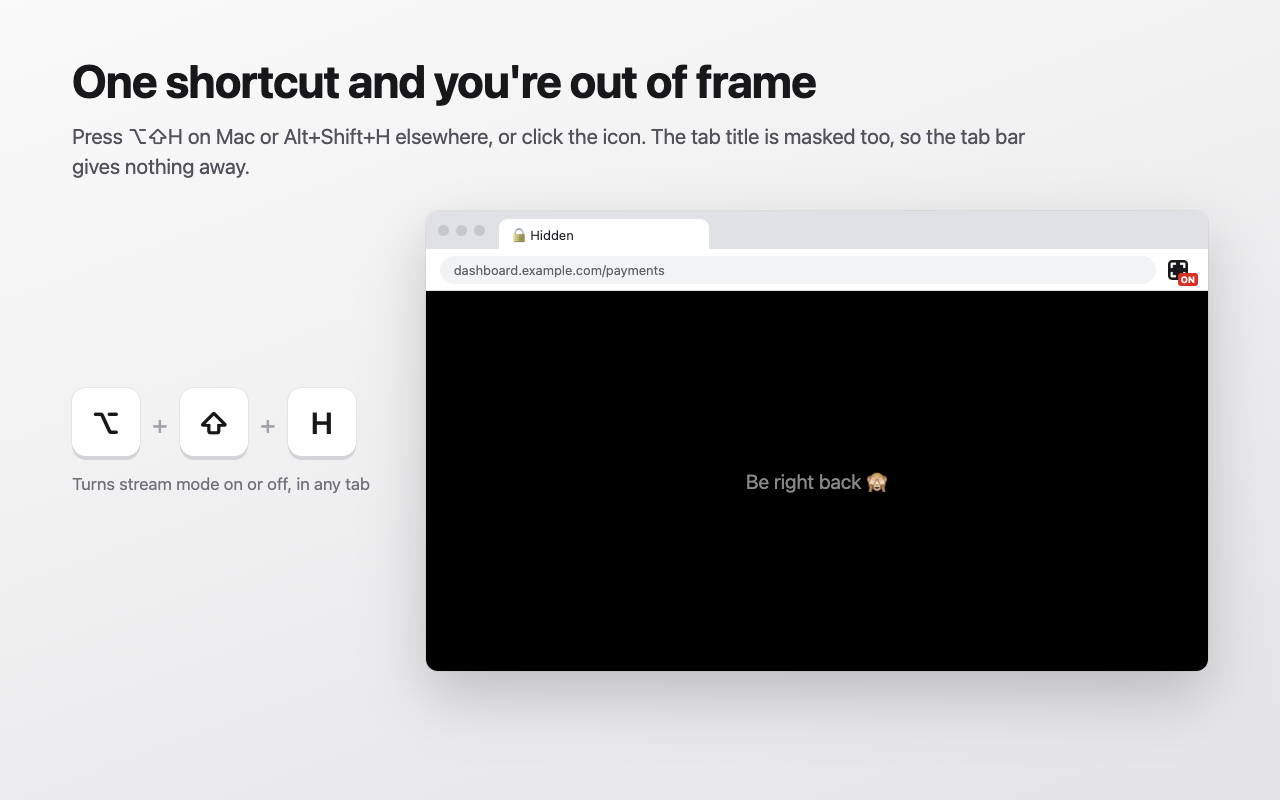 One shortcut and you're out of frame
Press ⌥⇧H on Mac or Alt+Shift+H elsewhere, or click the icon. The tab title is masked too, so the tab bar
gives nothing away.
🔒 Hidden
dashboard.example.com/payments
ON
⌥ + ⇧ + H
Turns stream mode on or off, in any tab
Be right back 🙈